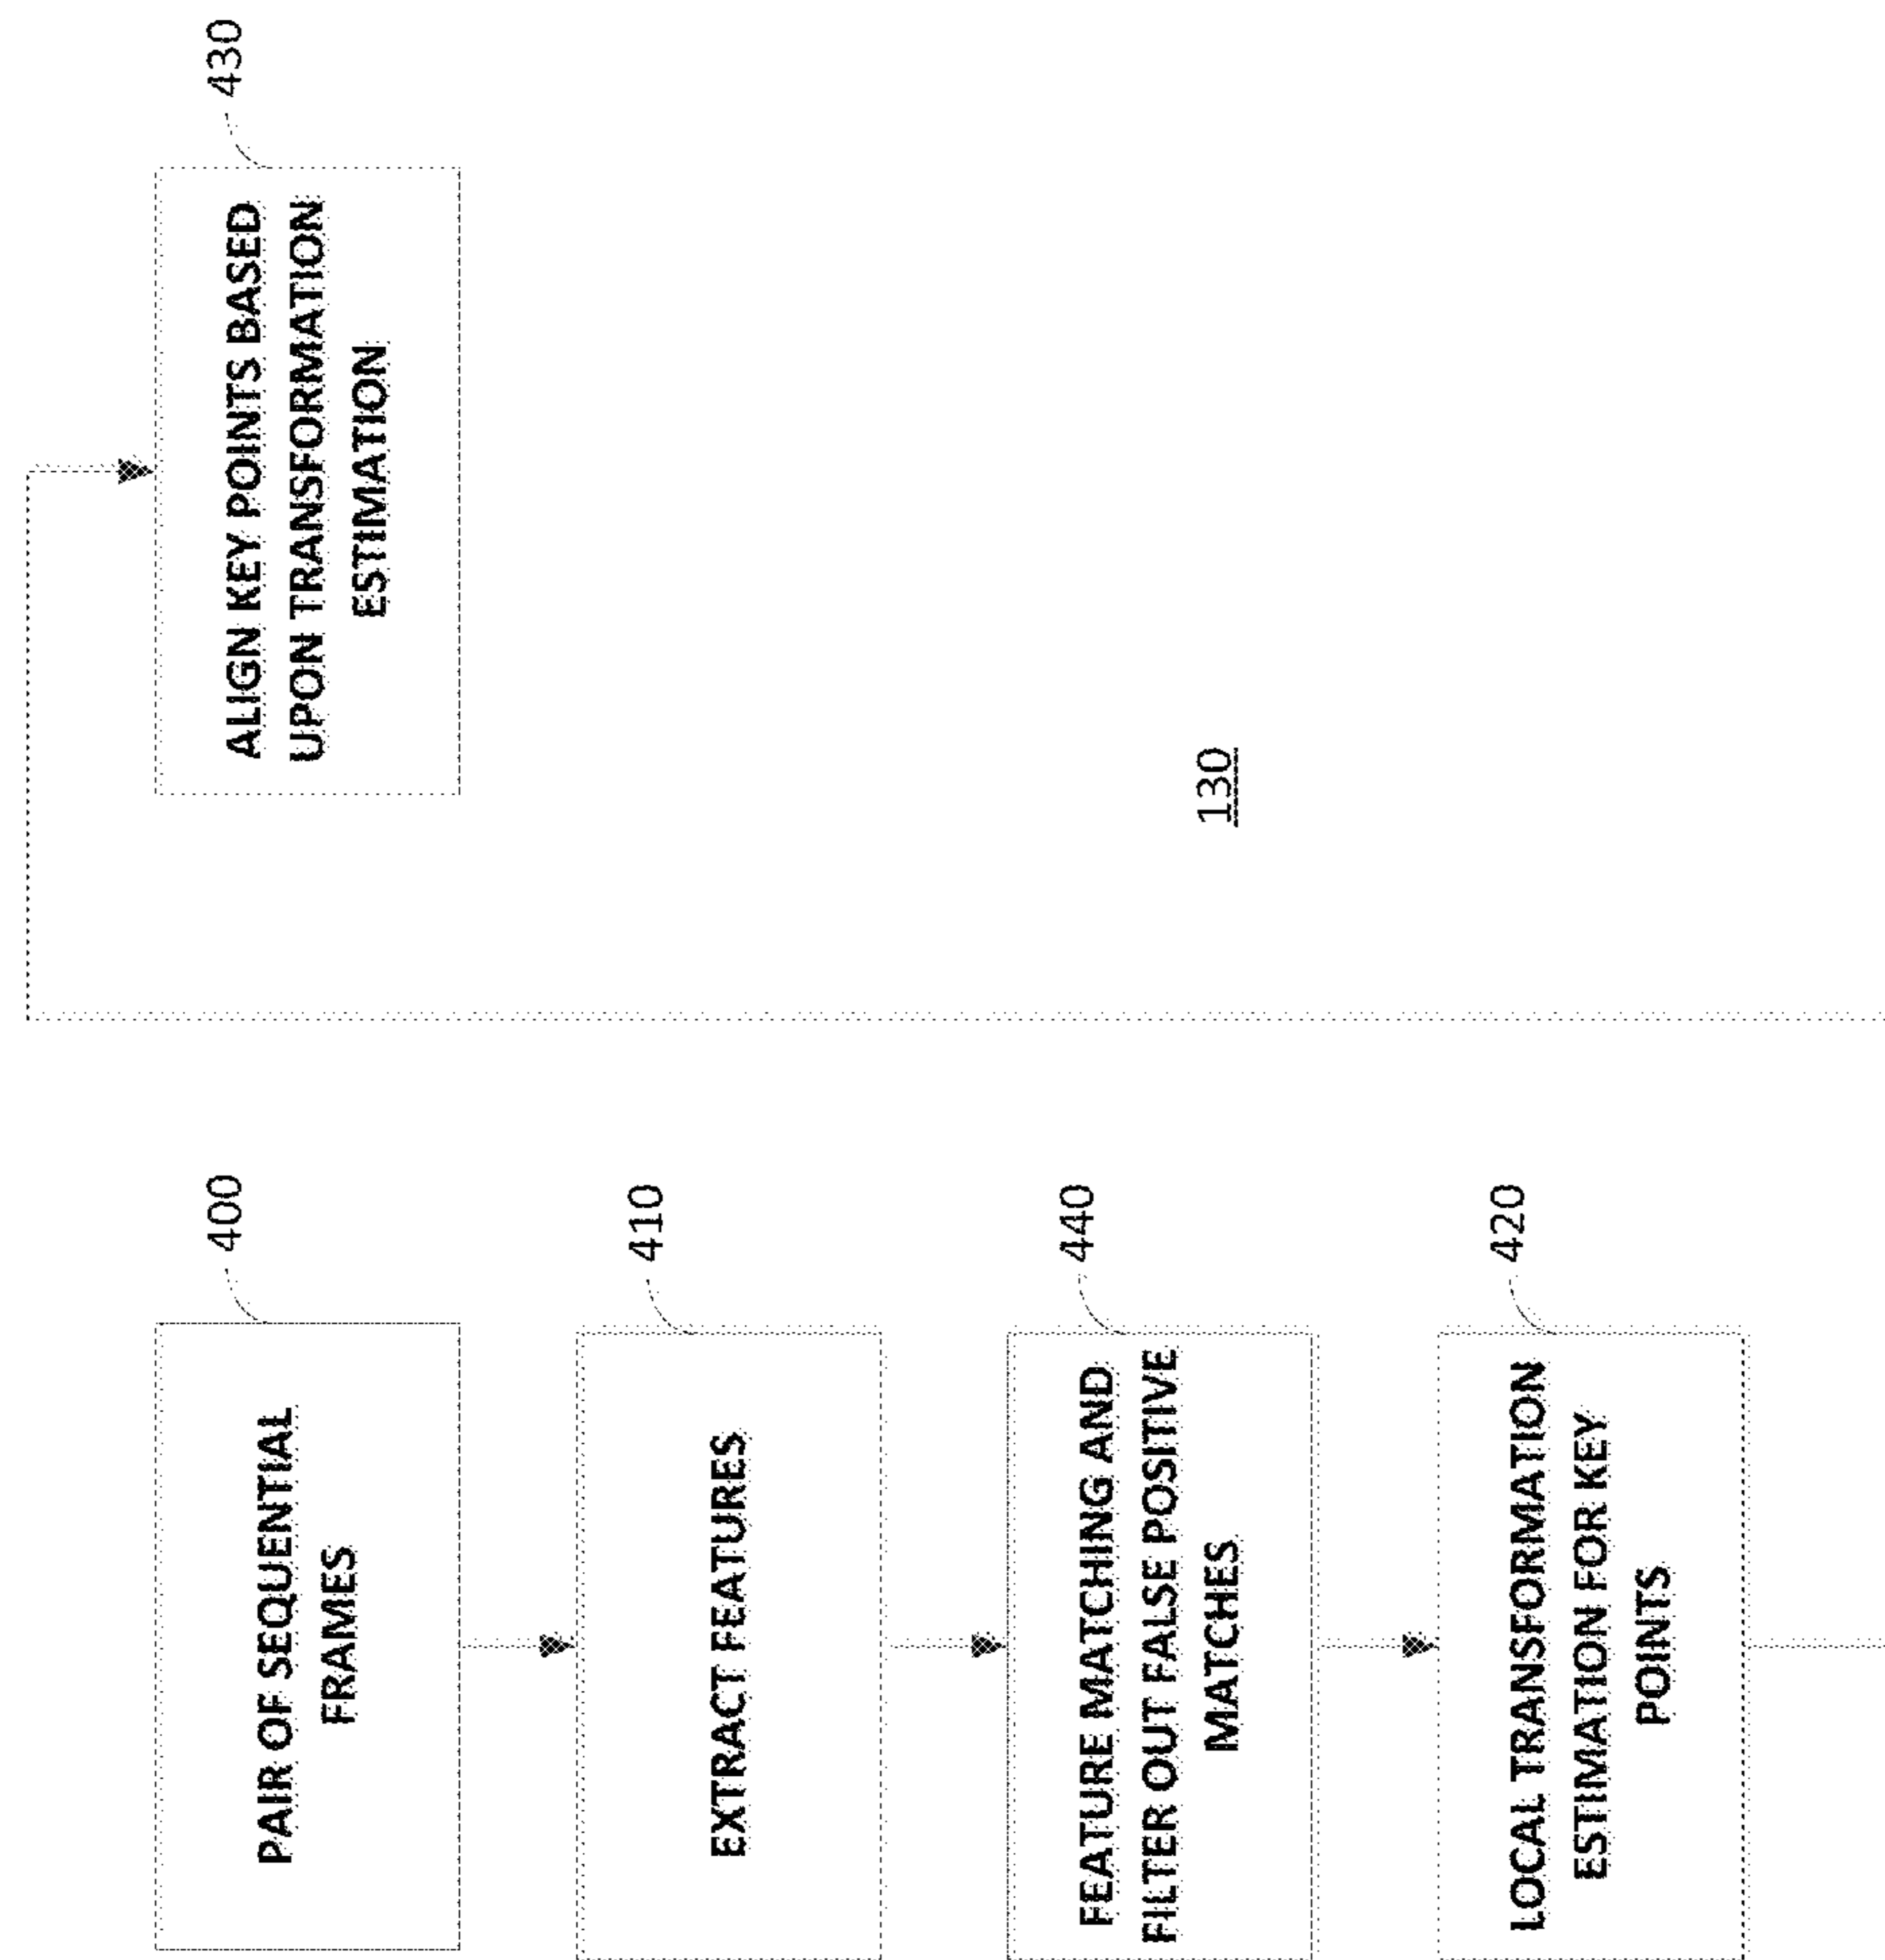 400
PAIR OF SEQUENTIAL
FRAMES
410
EXTRACT FEATURES
440
FEATURE MATCHING AND
FILTER OUT FALSE POSITIVE
MATCHES
420
LOCAL TRANSFORMATION
ESTIMATION FOR KEY
POINTS
430
ALIGN KEY POINTS BASED
UPON TRANSFORMATION
ESTIMATION
130